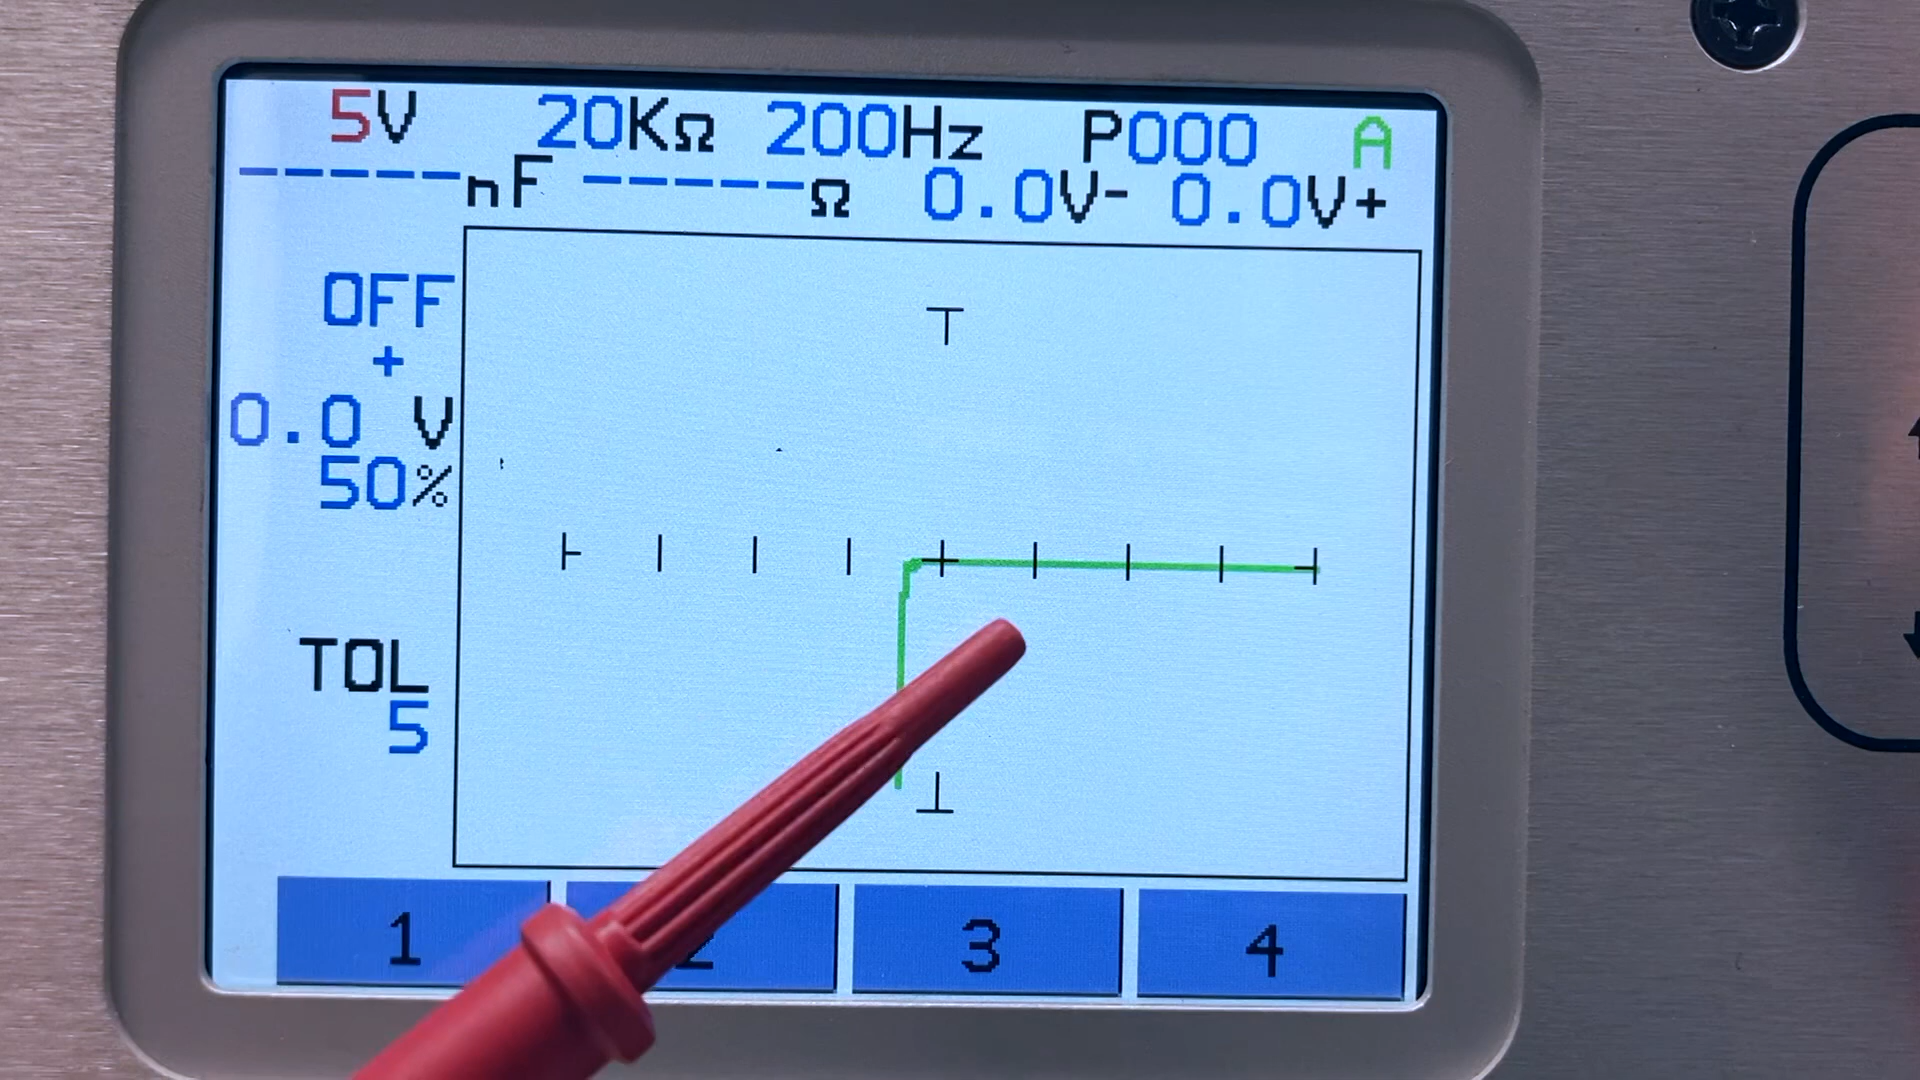 5V 20KΩ 200Hz P000 A
------nF ------Ω 0.0V- 0.0V+
OFF
+
0.0 V
50%
TOL
5
1 2 3 4